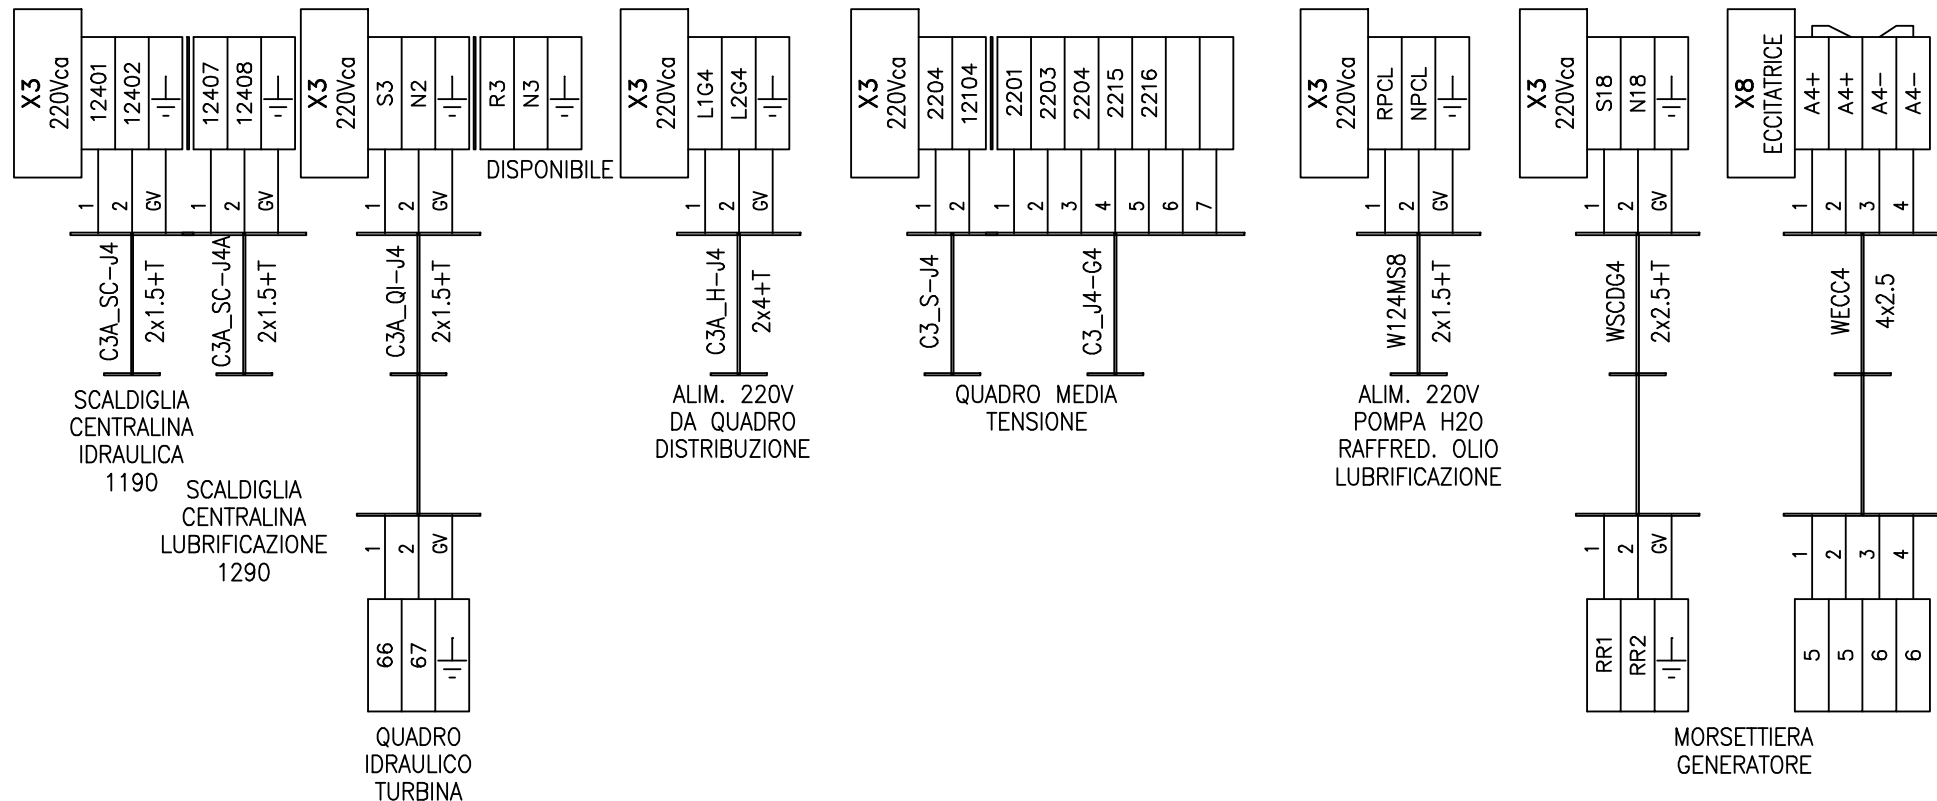 X3
220Vca
12401
12402
12407
12408
1
2
GV
1
2
GV
C3A_SC-J4
2x1.5+T
C3A_SC-J4A
2x1.5+T
SCALDIGLIA
CENTRALINA
IDRAULICA
1190
SCALDIGLIA
CENTRALINA
LUBRIFICAZIONE
1290
X3
220Vca
S3
N2
R3
N3
DISPONIBILE
1
2
GV
C3A_QI-J4
2x1.5+T
1
2
GV
66
67
QUADRO
IDRAULICO
TURBINA
X3
220Vca
L1G4
L2G4
1
2
GV
C3A_H-J4
2x4+T
ALIM. 220V
DA QUADRO
DISTRIBUZIONE
X3
220Vca
2204
12104
2201
2203
2204
2215
2216
1
2
1
2
3
4
5
6
7
C3_S-J4
C3_J4-G4
QUADRO MEDIA
TENSIONE
X3
220Vca
RPCL
NPCL
1
2
GV
W124MS8
2x1.5+T
ALIM. 220V
POMPA H2O
RAFFRED. OLIO
LUBRIFICAZIONE
X3
220Vca
S18
N18
1
2
GV
WSCDG4
2x2.5+T
1
2
GV
RR1
RR2
X8
ECCITATRICE
A4+
A4+
A4-
A4-
1
2
3
4
WECC4
4x2.5
1
2
3
4
5
5
6
6
MORSETTIERA
GENERATORE